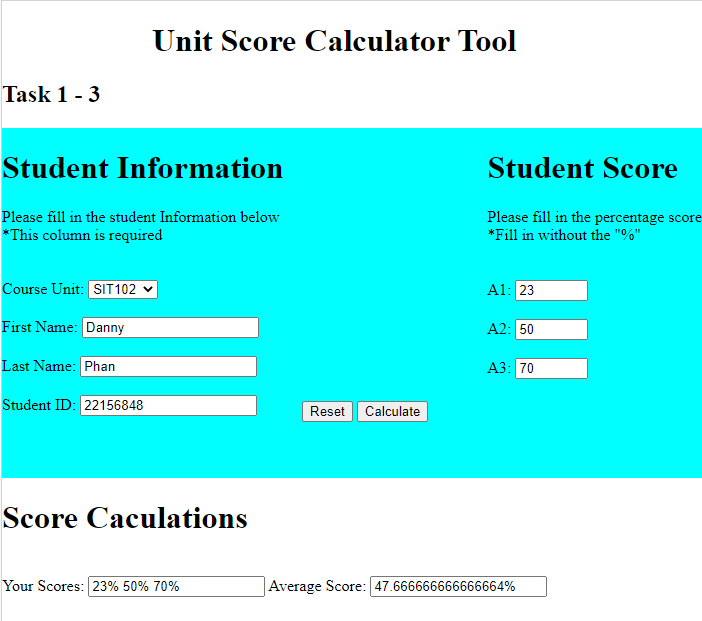 Unit Score Calculator Tool
Task 1 - 3
Student Information
Please fill in the student Information below
*This column is required
Course Unit: SIT102
First Name: Danny
Last Name: Phan
Student ID: 22156848
Reset Calculate
Student Score
Please fill in the percentage score
*Fill in without the "%"
A1: 23
A2: 50
A3: 70
Score Caculations
Your Scores: 23% 50% 70% Average Score: 47.666666666666664%